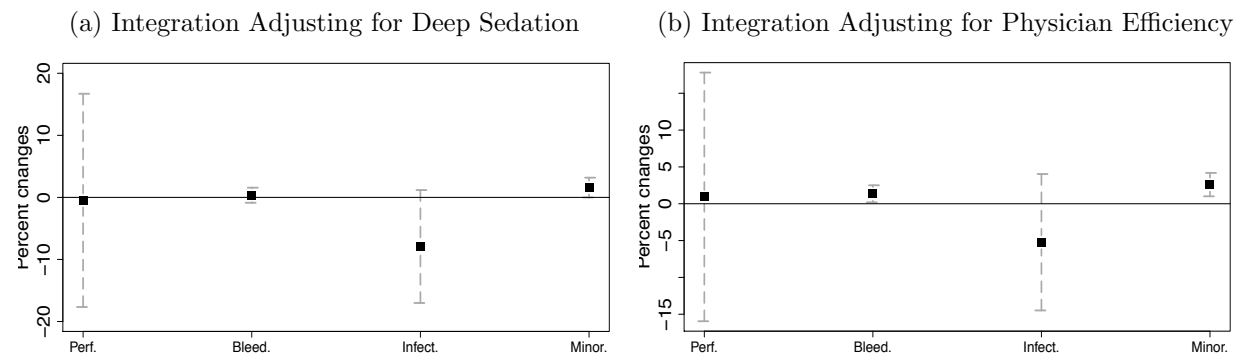 (a) Integration Adjusting for Deep Sedation
(b) Integration Adjusting for Physician Efficiency
Percent changes
20
10
0
−10
−20
Perf. Bleed. Infect. Minor.
Percent changes
10
5
0
−5
−15
Perf. Bleed. Infect. Minor.